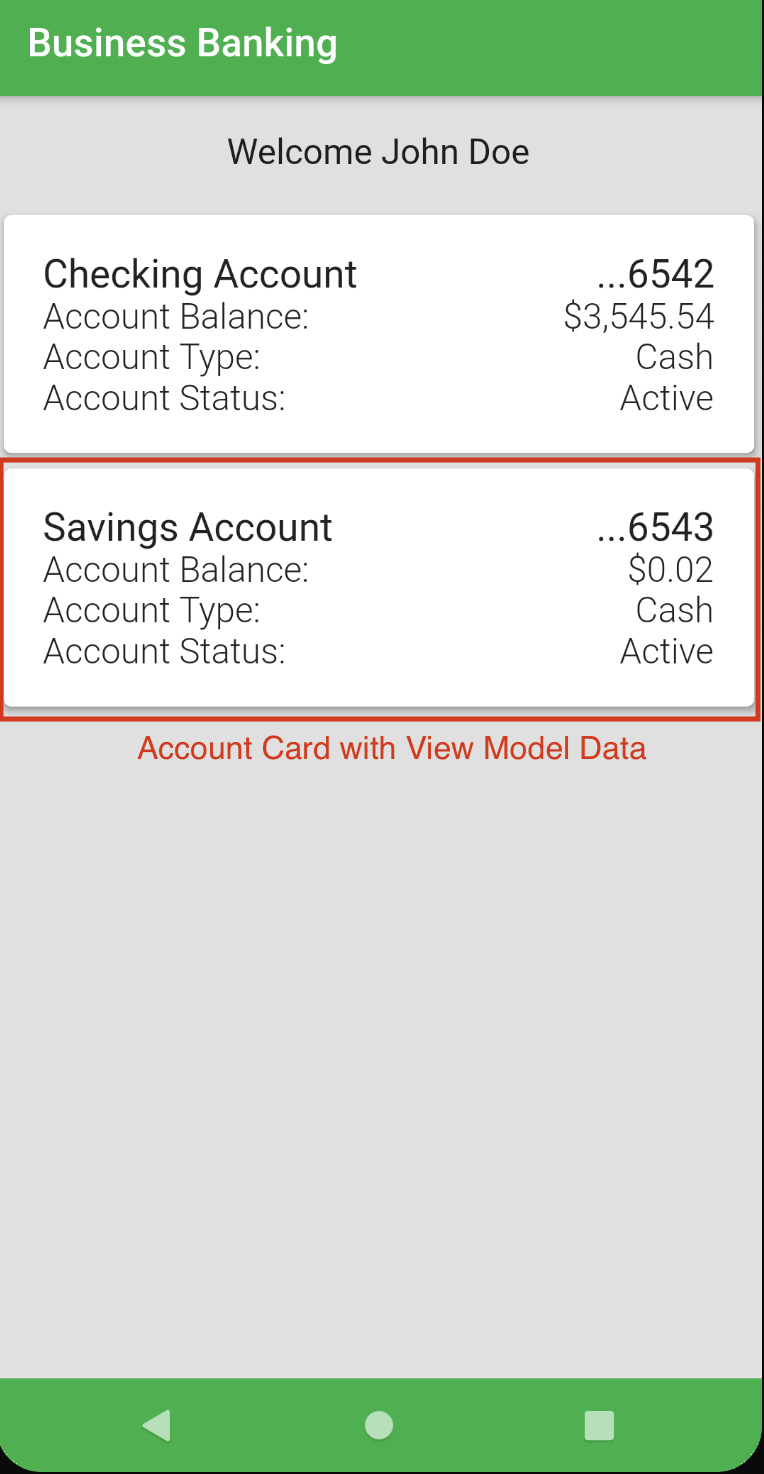 Business Banking
Welcome John Doe
Checking Account ...6542
Account Balance: $3,545.54
Account Type: Cash
Account Status: Active
Savings Account ...6543
Account Balance: $0.02
Account Type: Cash
Account Status: Active
Account Card with View Model Data